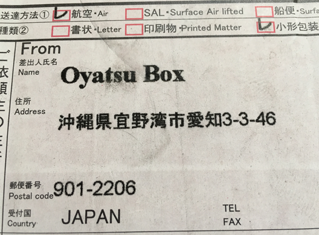 送達方法① 航空・Air SAL・Surface Air lifted 船便・Surf
種類② 書状・Letter 印刷物・Printed Matter 小形包装
From
差出人氏名
Name
Oyatsu Box
住所
Address
沖縄県宜野湾市愛知3-3-46
郵便番号
Postal code
901-2206
受付国
Country
JAPAN
TEL
FAX